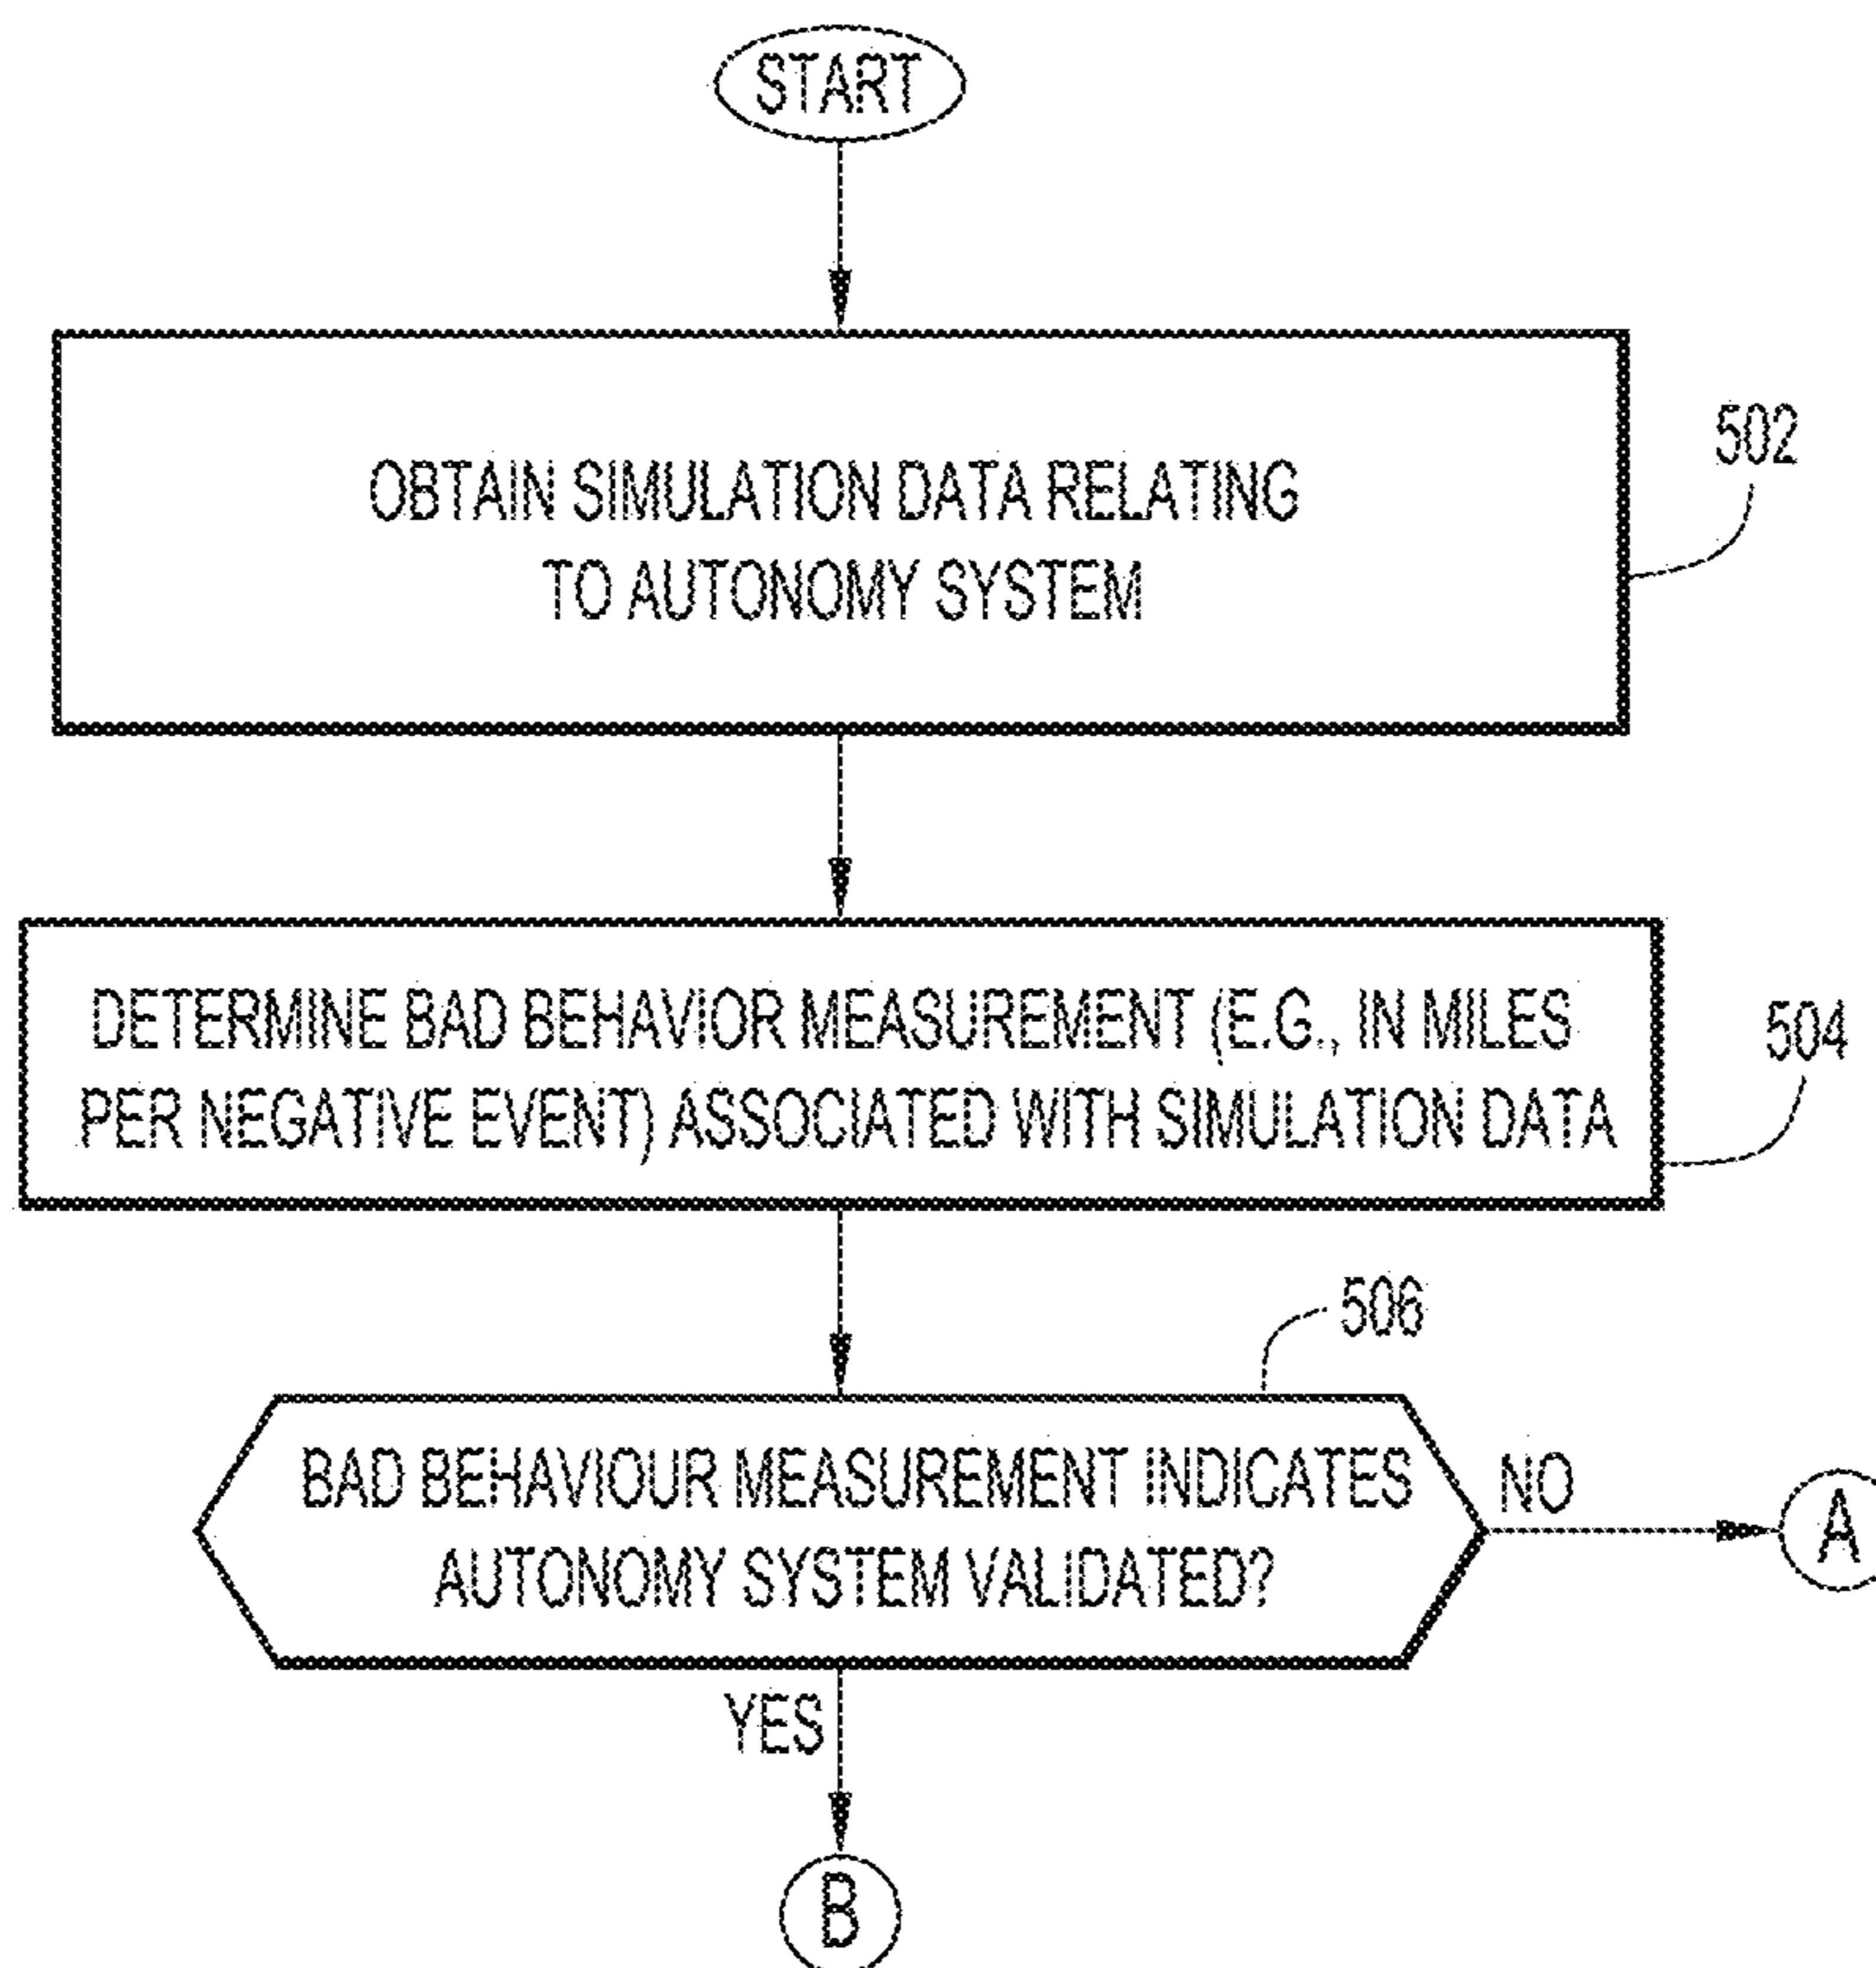 START
502
OBTAIN SIMULATION DATA RELATING
TO AUTONOMY SYSTEM
DETERMINE BAD BEHAVIOR MEASUREMENT (E.G., IN MILES
PER NEGATIVE EVENT) ASSOCIATED WITH SIMULATION DATA
504
506
BAD BEHAVIOUR MEASUREMENT INDICATES
AUTONOMY SYSTEM VALIDATED?
NO
A
YES
B